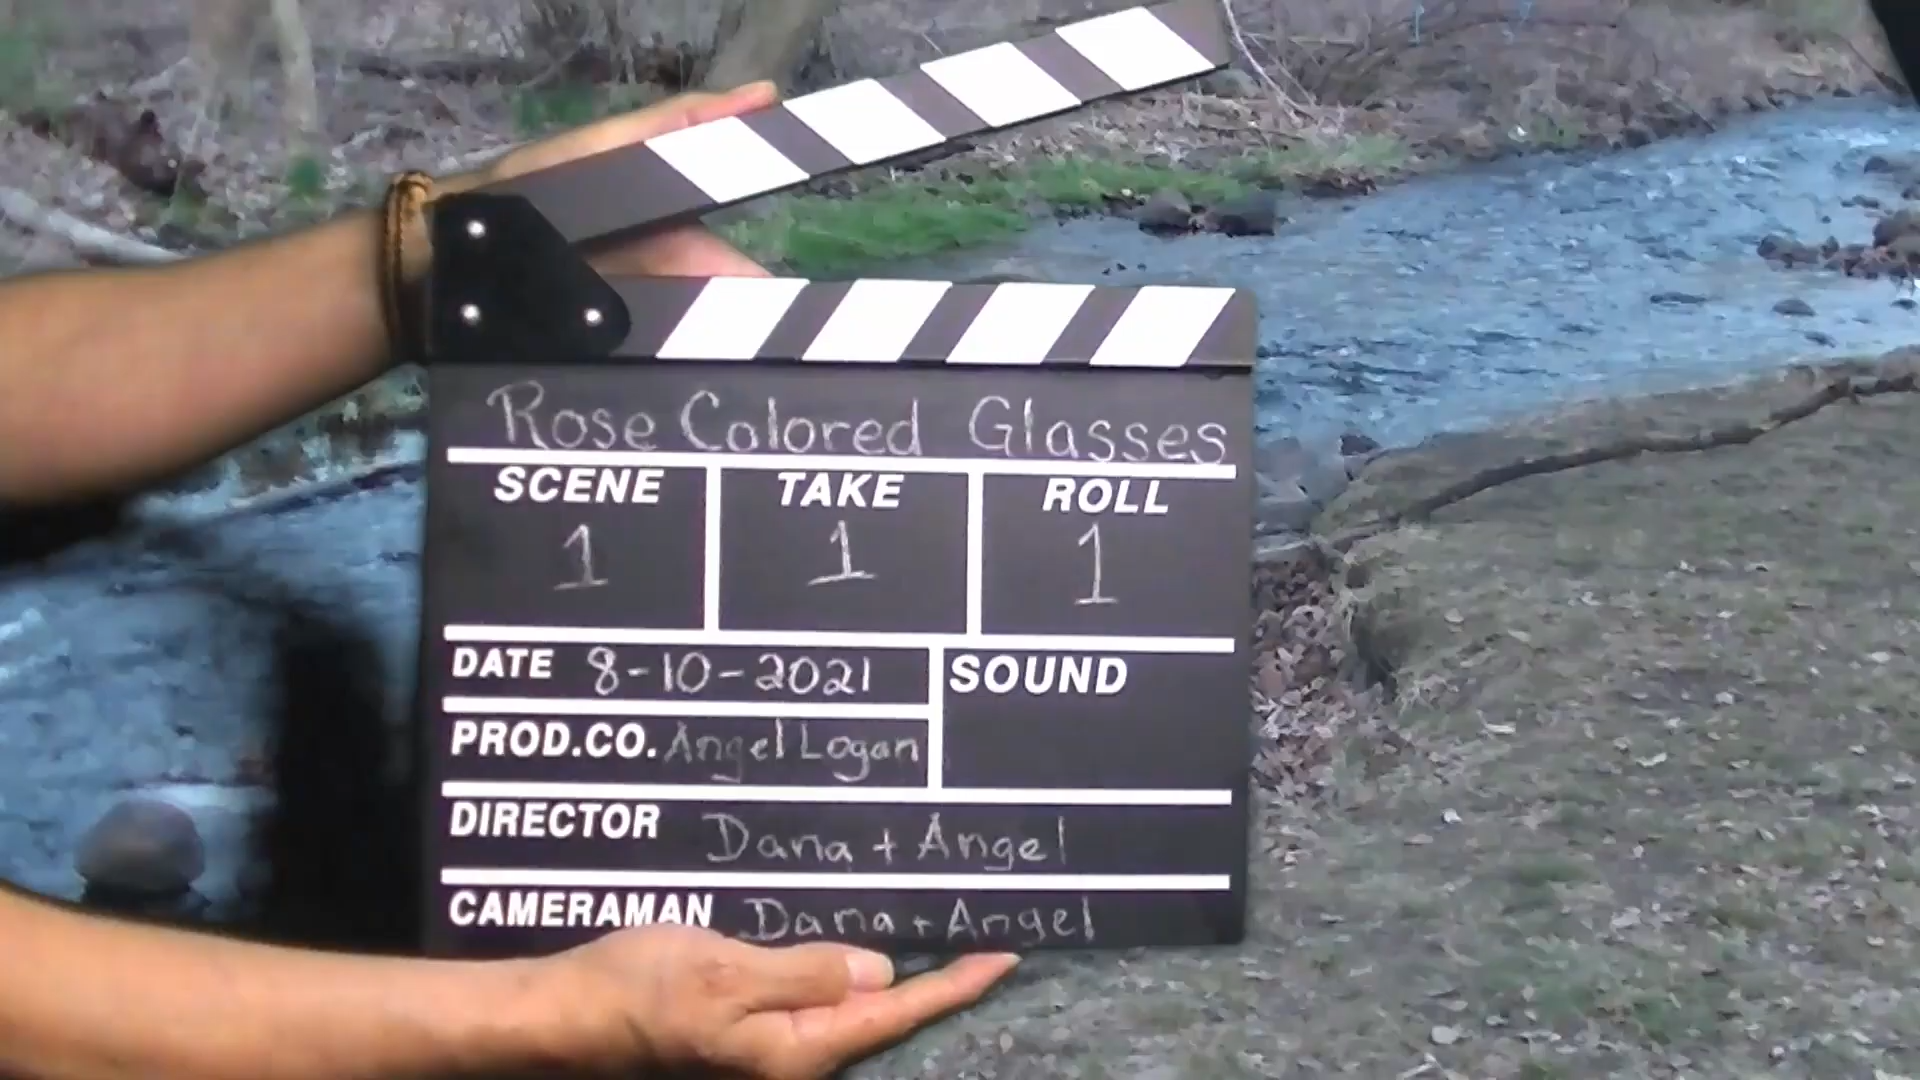 Rose Colored Glasses
SCENE TAKE ROLL
1 1 1
DATE 8-10-2021 SOUND
PROD.CO. Angel Logan
DIRECTOR Dana + Angel
CAMERAMAN Dana + Angel